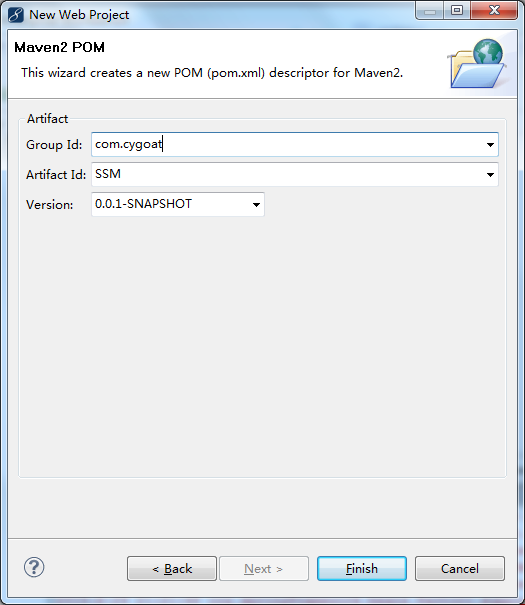 New Web Project
Maven2 POM
This wizard creates a new POM (pom.xml) descriptor for Maven2.
Artifact
Group Id: com.cygoat
Artifact Id: SSM
Version: 0.0.1-SNAPSHOT
?
< Back Next > Finish Cancel